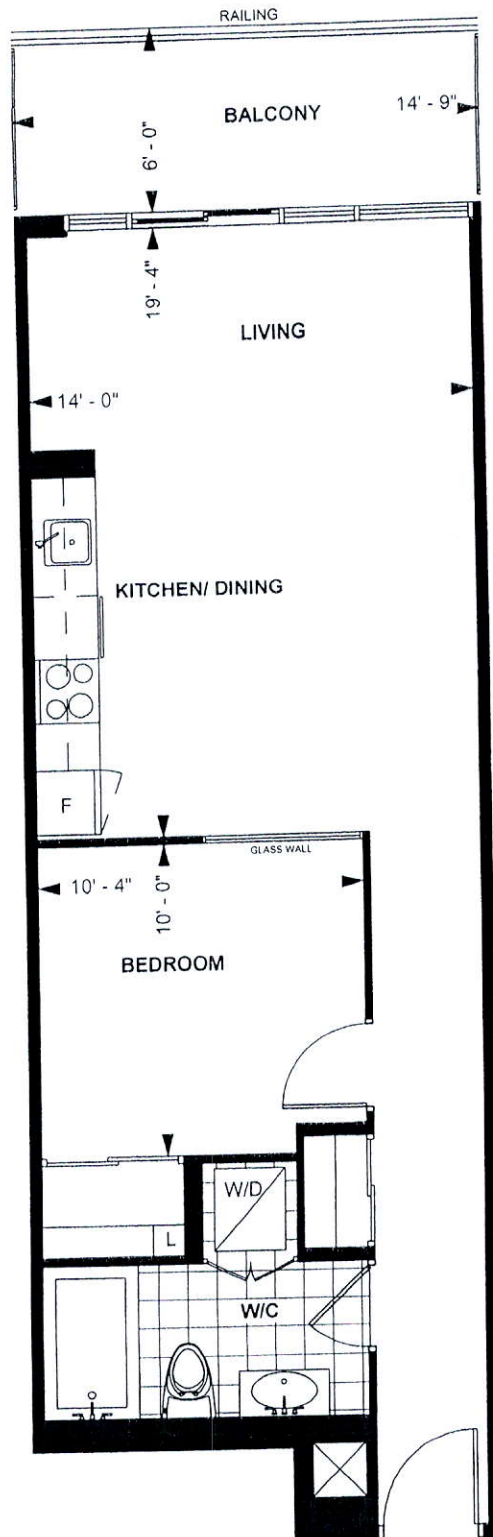 RAILING
BALCONY
14' - 9"
6' - 0"
19' - 4"
LIVING
14' - 0"
KITCHEN/ DINING
F
GLASS WALL
10' - 4"
10' - 0"
BEDROOM
W/D
L
W/C